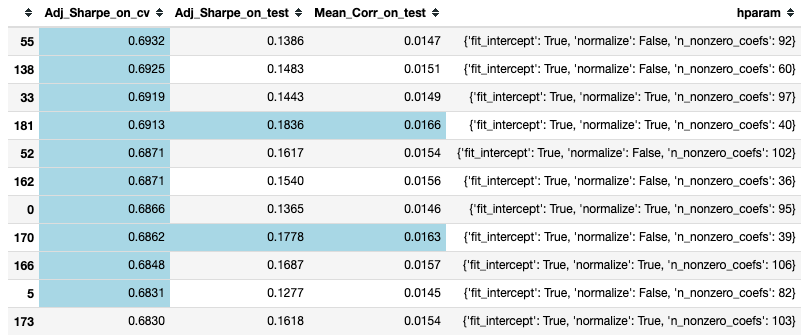 Adj_Sharpe_on_cv Adj_Sharpe_on_test Mean_Corr_on_test hparam
55 0.6932 0.1386 0.0147 {'fit_intercept': True, 'normalize': False, 'n_nonzero_coefs': 92}
138 0.6925 0.1483 0.0151 {'fit_intercept': True, 'normalize': False, 'n_nonzero_coefs': 60}
33 0.6919 0.1443 0.0149 {'fit_intercept': True, 'normalize': True, 'n_nonzero_coefs': 97}
181 0.6913 0.1836 0.0166 {'fit_intercept': True, 'normalize': True, 'n_nonzero_coefs': 40}
52 0.6871 0.1617 0.0154 {'fit_intercept': True, 'normalize': False, 'n_nonzero_coefs': 102}
162 0.6871 0.1540 0.0156 {'fit_intercept': True, 'normalize': False, 'n_nonzero_coefs': 36}
0 0.6866 0.1365 0.0146 {'fit_intercept': True, 'normalize': True, 'n_nonzero_coefs': 95}
170 0.6862 0.1778 0.0163 {'fit_intercept': True, 'normalize': False, 'n_nonzero_coefs': 39}
166 0.6848 0.1687 0.0157 {'fit_intercept': True, 'normalize': True, 'n_nonzero_coefs': 106}
5 0.6831 0.1277 0.0145 {'fit_intercept': True, 'normalize': False, 'n_nonzero_coefs': 82}
173 0.6830 0.1618 0.0154 {'fit_intercept': True, 'normalize': True, 'n_nonzero_coefs': 103}